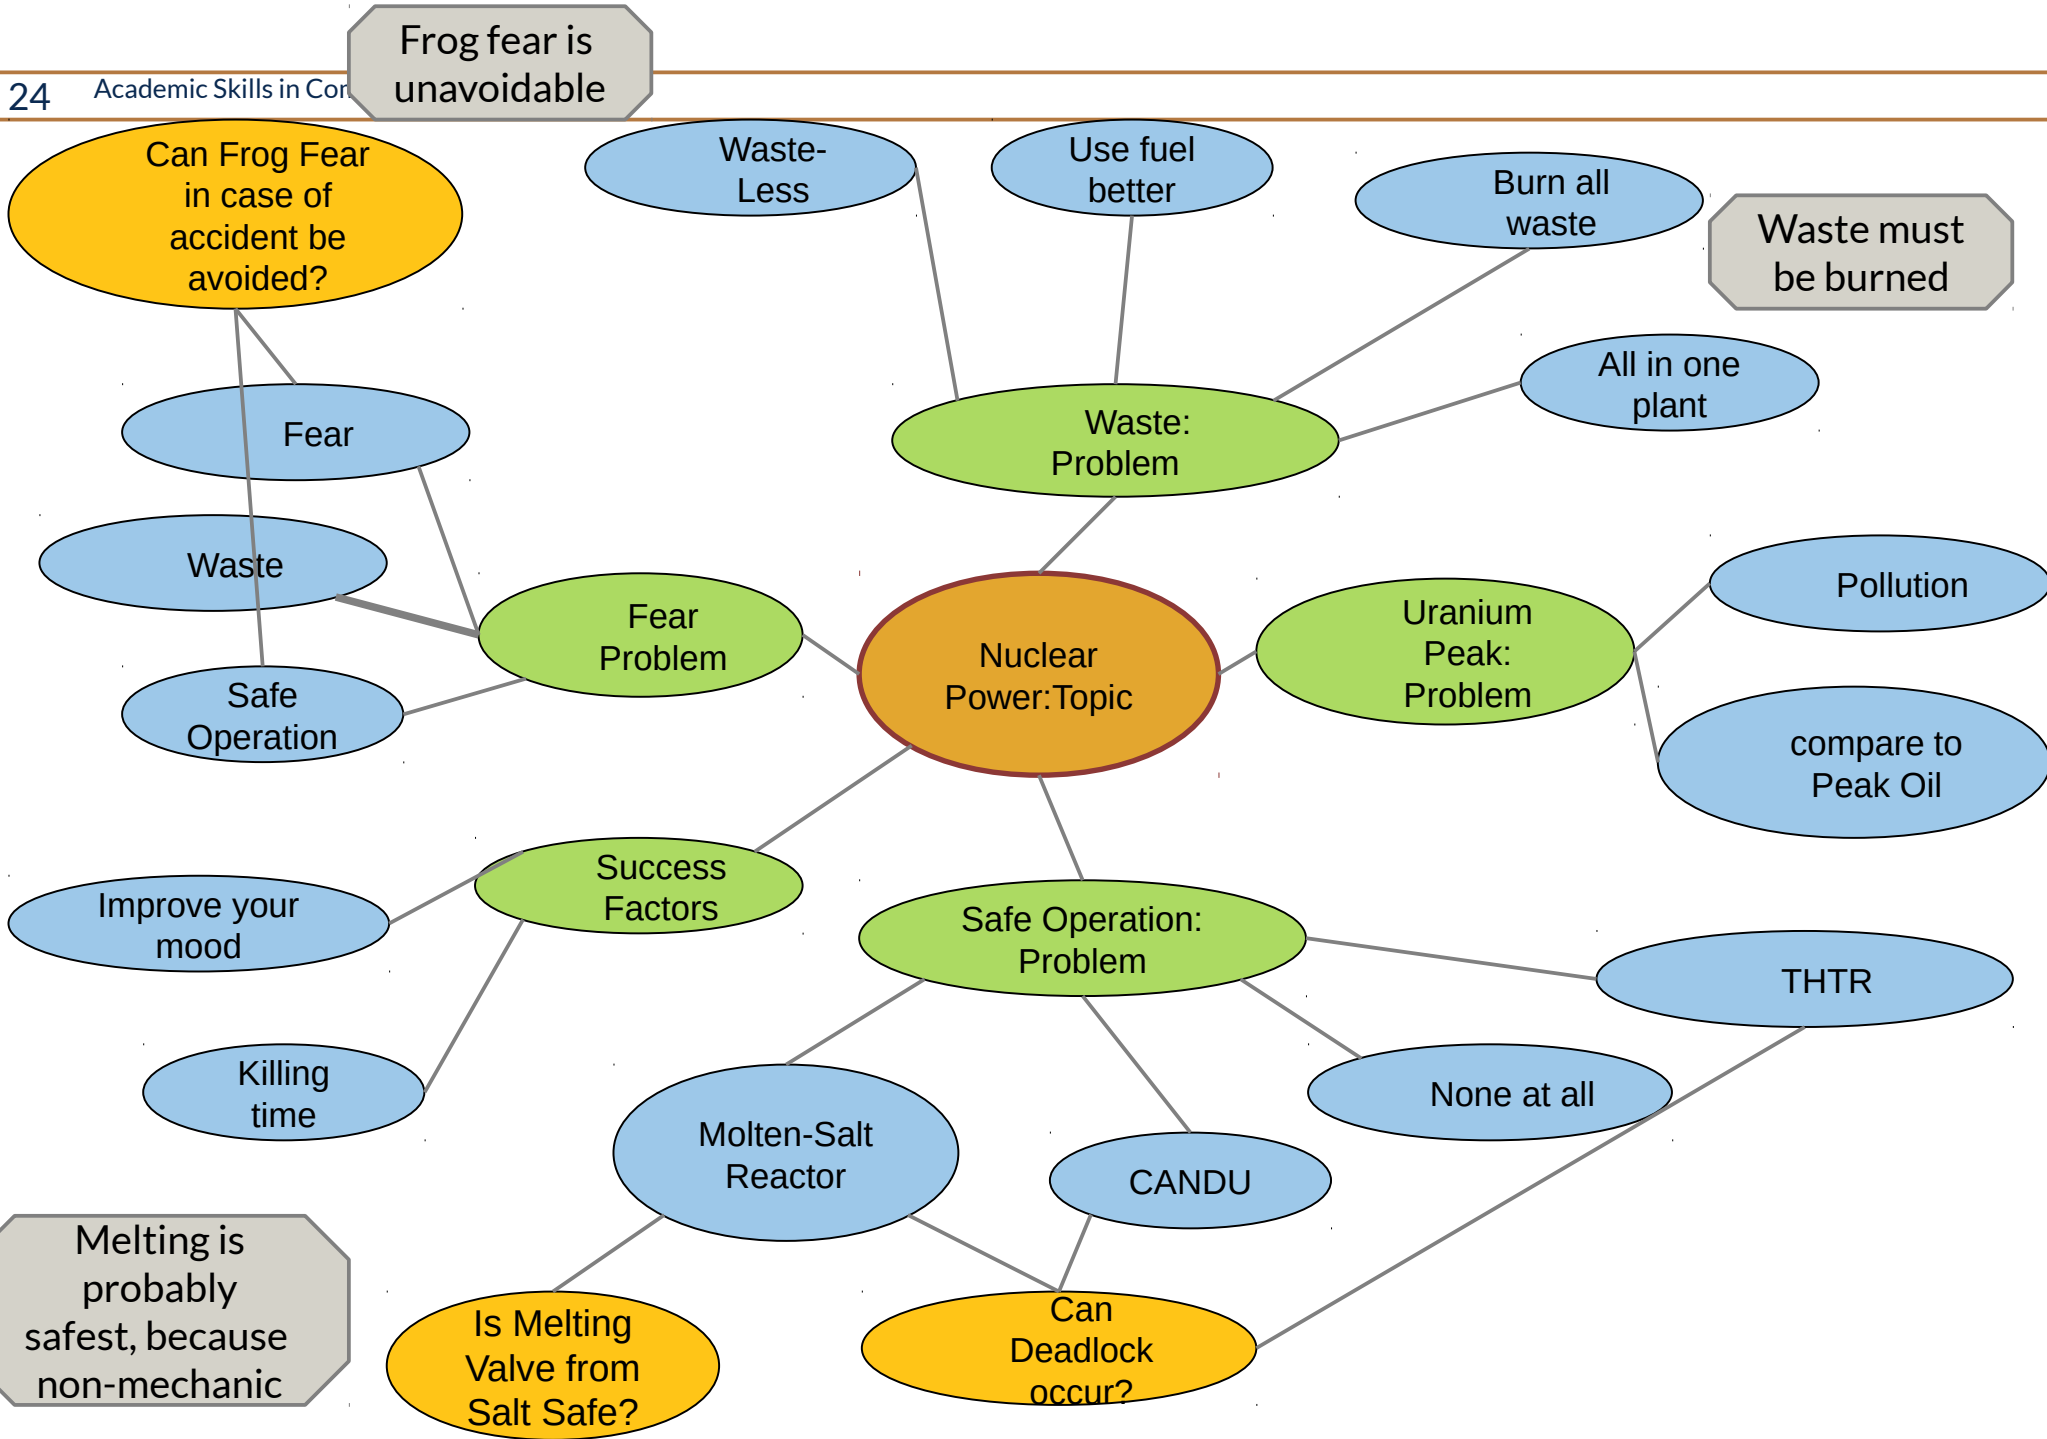 Frog fear is
unavoidable
24
Academic Skills in
Can Frog Fear
in case of
accident be
avoided?
Waste-
Less
Use fuel
better
Burn all
waste
Waste must
be burned
All in one
plant
Fear
Waste:
Problem
Waste
Fear
Problem
Safe
Operation
Nuclear
Power:Topic
Uranium
Peak:
Problem
Pollution
compare to
Peak Oil
Success
Factors
Improve your
mood
Killing
time
Safe Operation:
Problem
THTR
None at all
Molten-Salt
Reactor
CANDU
Melting is
probably
safest, because
non-mechanic
Is Melting
Valve from
Salt Safe?
Can
Deadlock
occur?